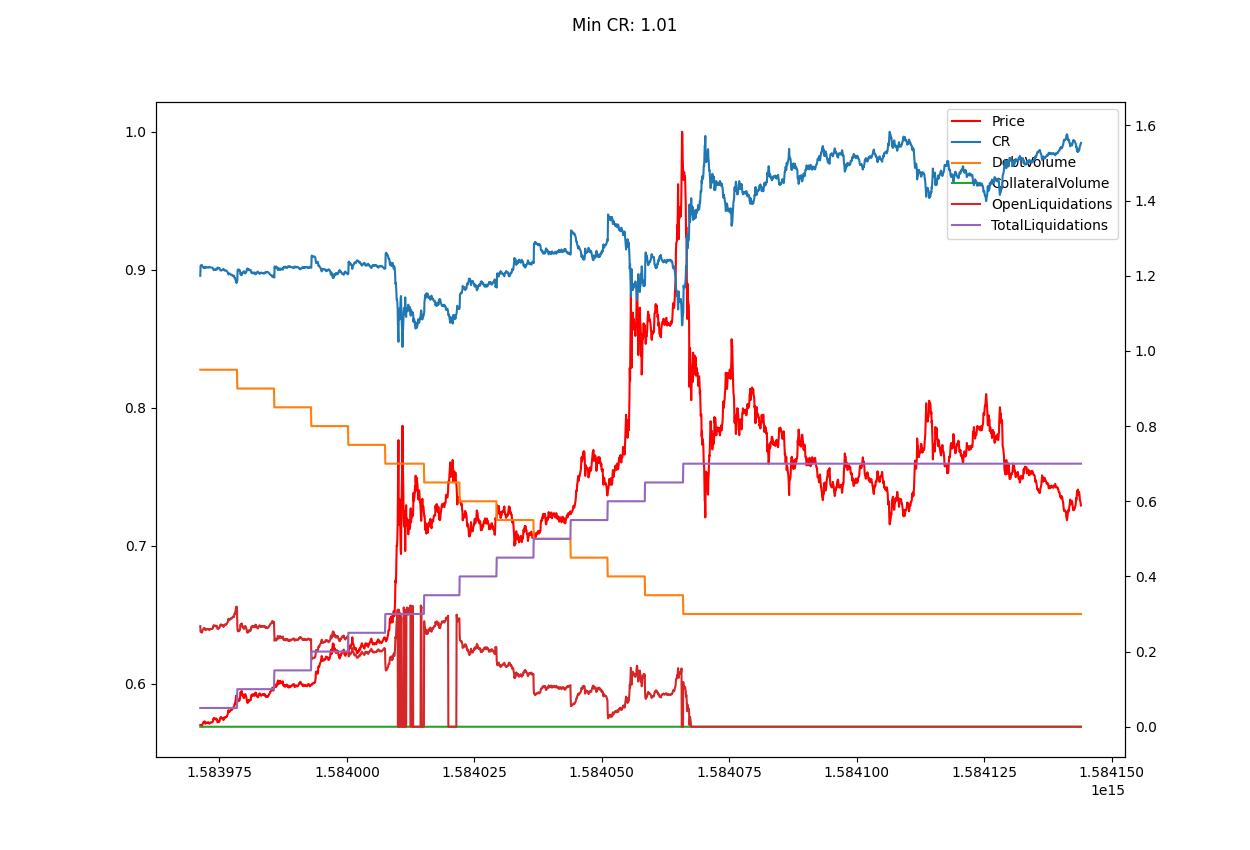 Min CR: 1.01
1.0
0.9
0.8
0.7
0.6
1.6
1.4
1.2
1.0
0.8
0.6
0.4
0.2
0.0
Price
CR
DebtVolume
CollateralVolume
OpenLiquidations
TotalLiquidations
1.583975 1.584000 1.584025 1.584050 1.584075 1.584100 1.584125 1.584150
1e15